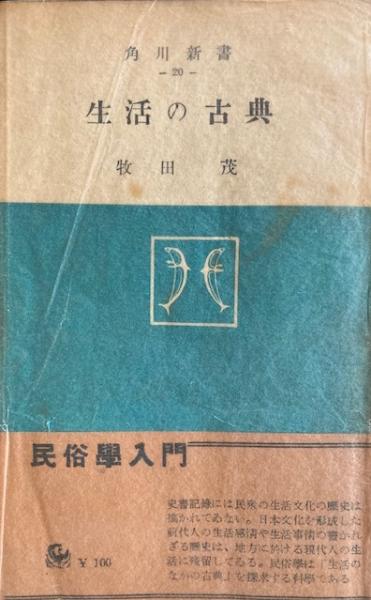 角川新書
－20－
生活の古典
牧田 茂
民俗學入門
史書記録には民衆の生活文化の歴史は
描かれてゐない。日本文化を形成した
前代人の生活感情や生活事情の書かれ
ざる歴史は、地方に於ける現代人の生
活に残留してゐる。民俗學は「生活の
なかの古典」を探求する科學である
¥ 100